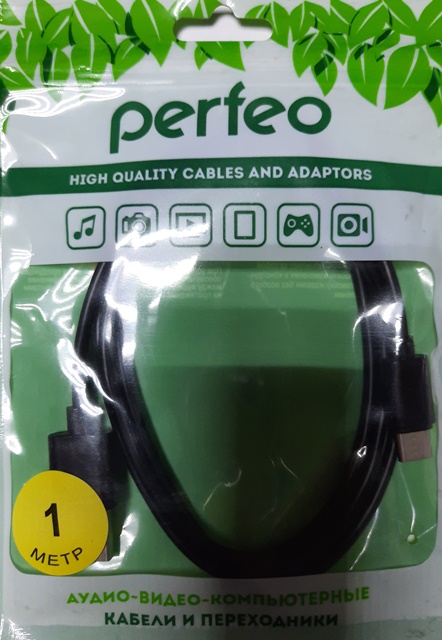 perfeo
HIGH QUALITY CABLES AND ADAPTORS
1
МЕТР
АУДИО-ВИДЕО-КОМПЬЮТЕРНЫЕ
КАБЕЛИ И ПЕРЕХОДНИКИ